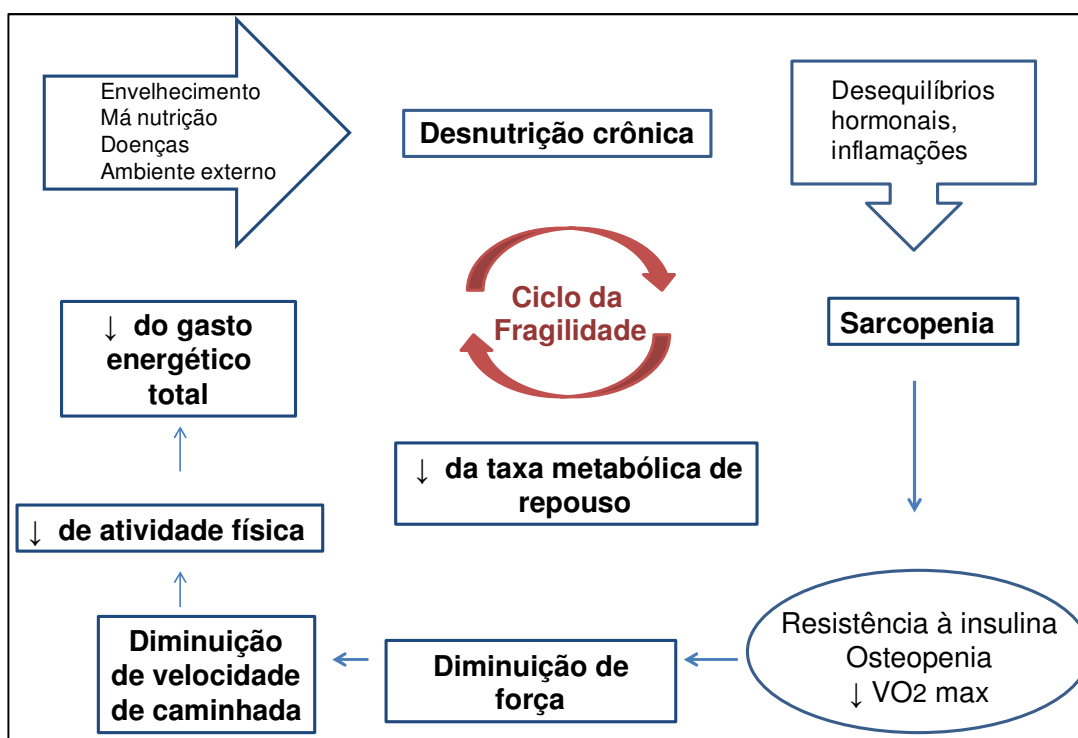 Envelhecimento
Má nutrição
Doenças
Ambiente externo
Desnutrição crônica
Desequilíbrios
hormonais,
inflamações
Ciclo da
Fragilidade
↓ do gasto
energético
total
Sarcopenia
↓ da taxa metabólica de
repouso
↓ de atividade física
Diminuição
de velocidade
de caminhada
Diminuição de
força
Resistência à insulina
Osteopenia
↓ VO2 max